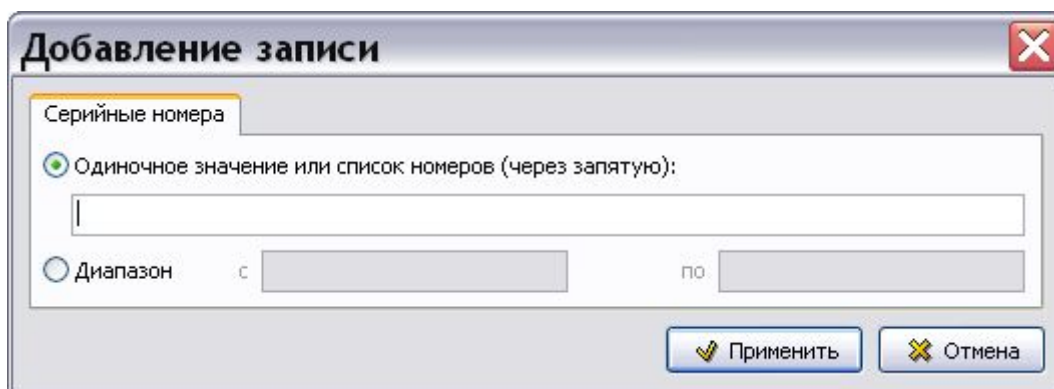 Добавление записи
Серийные номера
Одиночное значение или список номеров (через запятую):
Диапазон с по
Применить Отмена